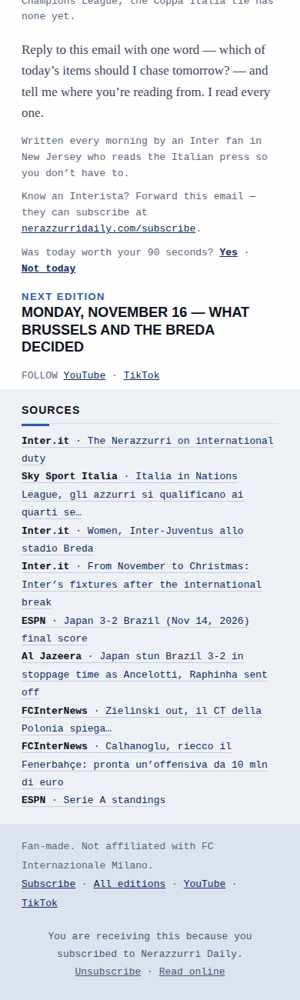 Champions League, the Coppa Italia tie has
none yet.
Reply to this email with one word — which of
today’s items should I chase tomorrow? — and
tell me where you’re reading from. I read every
one.
Written every morning by an Inter fan in
New Jersey who reads the Italian press so
you don’t have to.
Know an Interista? Forward this email —
they can subscribe at
nerazzurridaily.com/subscribe.
Was today worth your 90 seconds? Yes ·
Not today
NEXT EDITION
MONDAY, NOVEMBER 16 — WHAT
BRUSSELS AND THE BREDA
DECIDED
FOLLOW YouTube · TikTok
SOURCES
Inter.it · The Nerazzurri on international
duty
Sky Sport Italia · Italia in Nations
League, gli azzurri si qualificano ai
quarti se…
Inter.it · Women, Inter-Juventus allo
stadio Breda
Inter.it · From November to Christmas:
Inter’s fixtures after the international
break
ESPN · Japan 3-2 Brazil (Nov 14, 2026)
final score
Al Jazeera · Japan stun Brazil 3-2 in
stoppage time as Ancelotti, Raphinha sent
off
FCInterNews · Zielinski out, il CT della
Polonia spiega…
FCInterNews · Calhanoglu, riecco il
Fenerbahçe: pronta un’offensiva da 10 mln
di euro
ESPN · Serie A standings
Fan-made. Not affiliated with FC
Internazionale Milano.
Subscribe · All editions · YouTube ·
TikTok
You are receiving this because you
subscribed to Nerazzurri Daily.
Unsubscribe · Read online